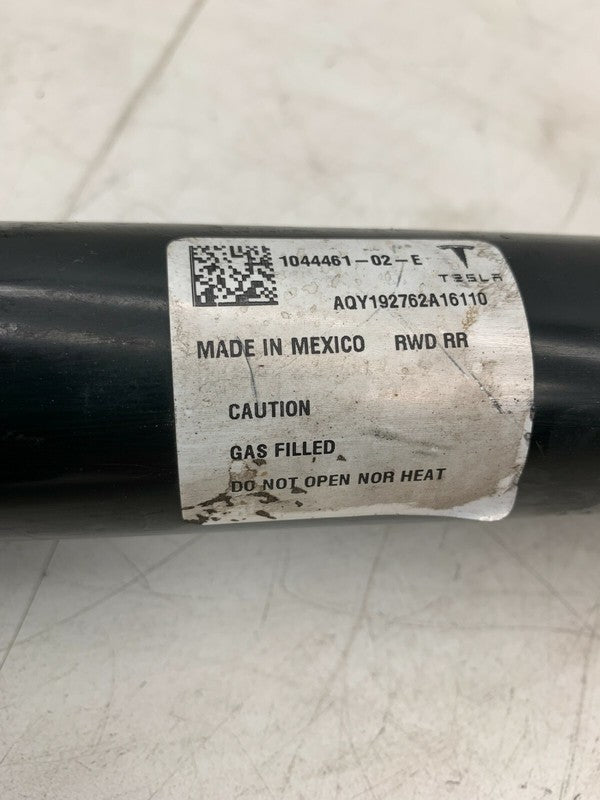 1044461-02-E
TESLA
AQY192762A16110
MADE IN MEXICO RWD RR
CAUTION
GAS FILLED
DO NOT OPEN NOR HEAT